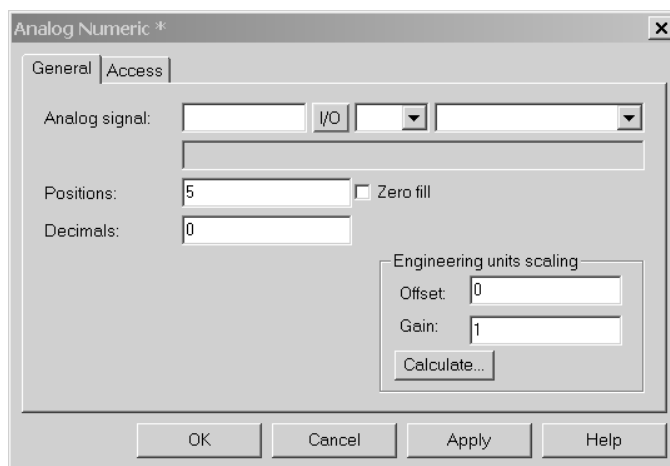 Analog Numeric *
General Access
Analog signal: I/O
Positions: 5 Zero fill
Decimals: 0
Engineering units scaling
Offset: 0
Gain: 1
Calculate...
OK Cancel Apply Help